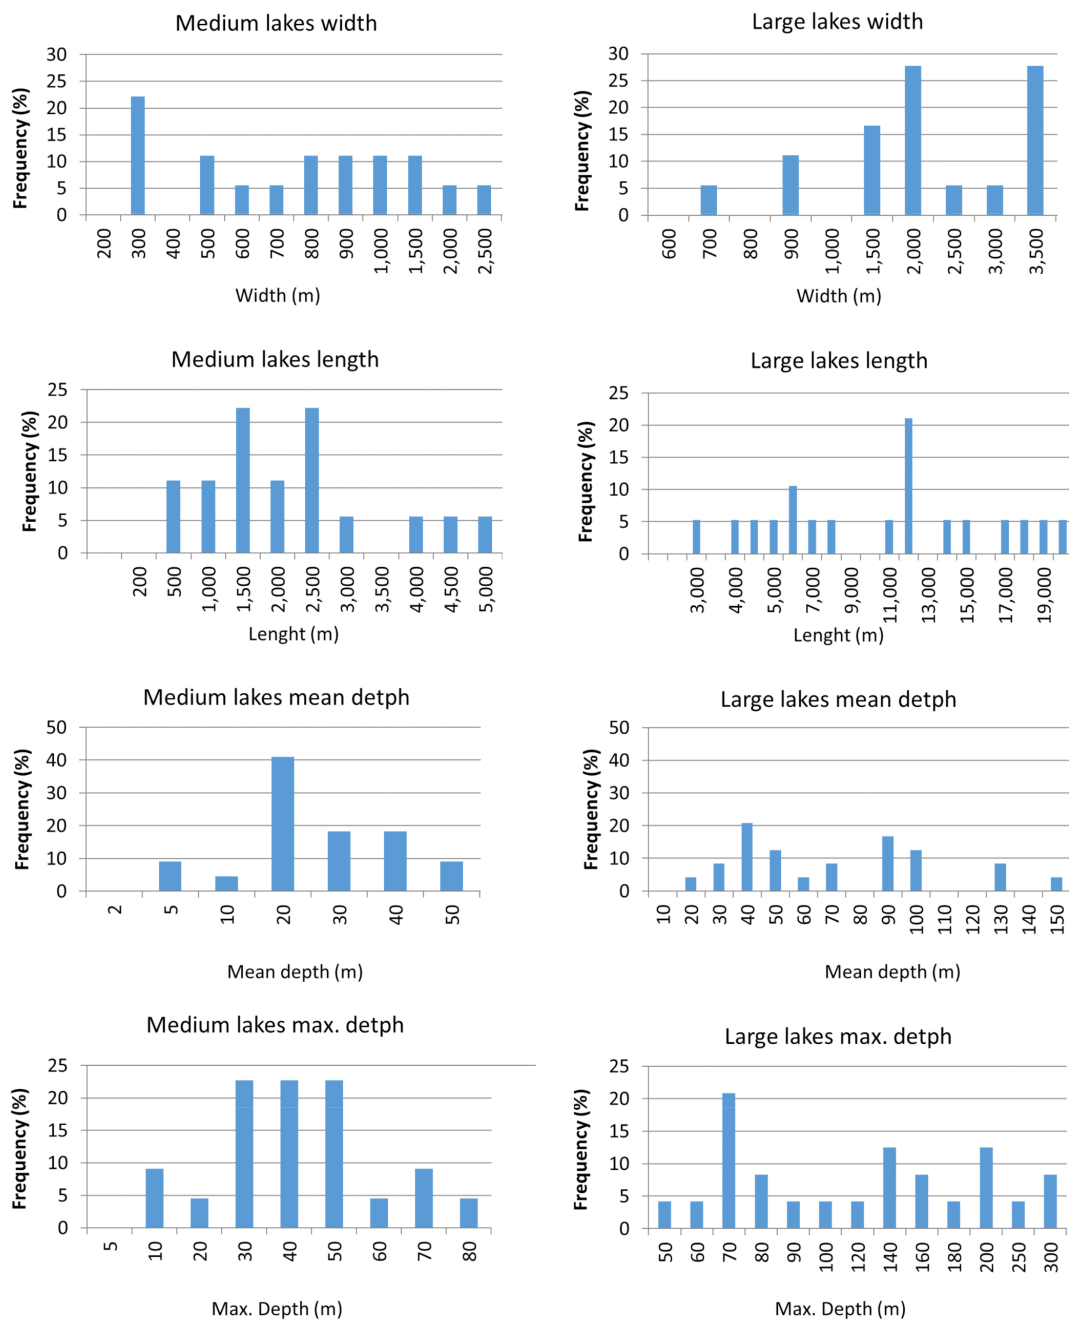 Medium lakes width
Frequency (%)
30
25
20
15
10
5
0
200 300 400 500 600 700 800 900 1,000 1,500 2,000 2,500
Width (m)
Large lakes width
Frequency (%)
30
25
20
15
10
5
0
600 700 800 900 1,000 1,500 2,000 2,500 3,000 3,500
Width (m)
Medium lakes length
Frequency (%)
25
20
15
10
5
0
200 500 1,000 1,500 2,000 2,500 3,000 3,500 4,000 4,500 5,000
Lenght (m)
Large lakes length
Frequency (%)
25
20
15
10
5
0
3,000 4,000 5,000 7,000 9,000 11,000 13,000 15,000 17,000 19,000
Lenght (m)
Medium lakes mean detph
Frequency (%)
50
40
30
20
10
0
2 5 10 20 30 40 50
Mean depth (m)
Large lakes mean detph
Frequency (%)
50
40
30
20
10
0
10 20 30 40 50 60 70 80 90 100 110 120 130 140 150
Mean depth (m)
Medium lakes max. detph
Frequency (%)
25
20
15
10
5
0
5 10 20 30 40 50 60 70 80
Max. Depth (m)
Large lakes max. detph
Frequency (%)
25
20
15
10
5
0
50 60 70 80 90 100 120 140 160 180 200 250 300
Max. Depth (m)